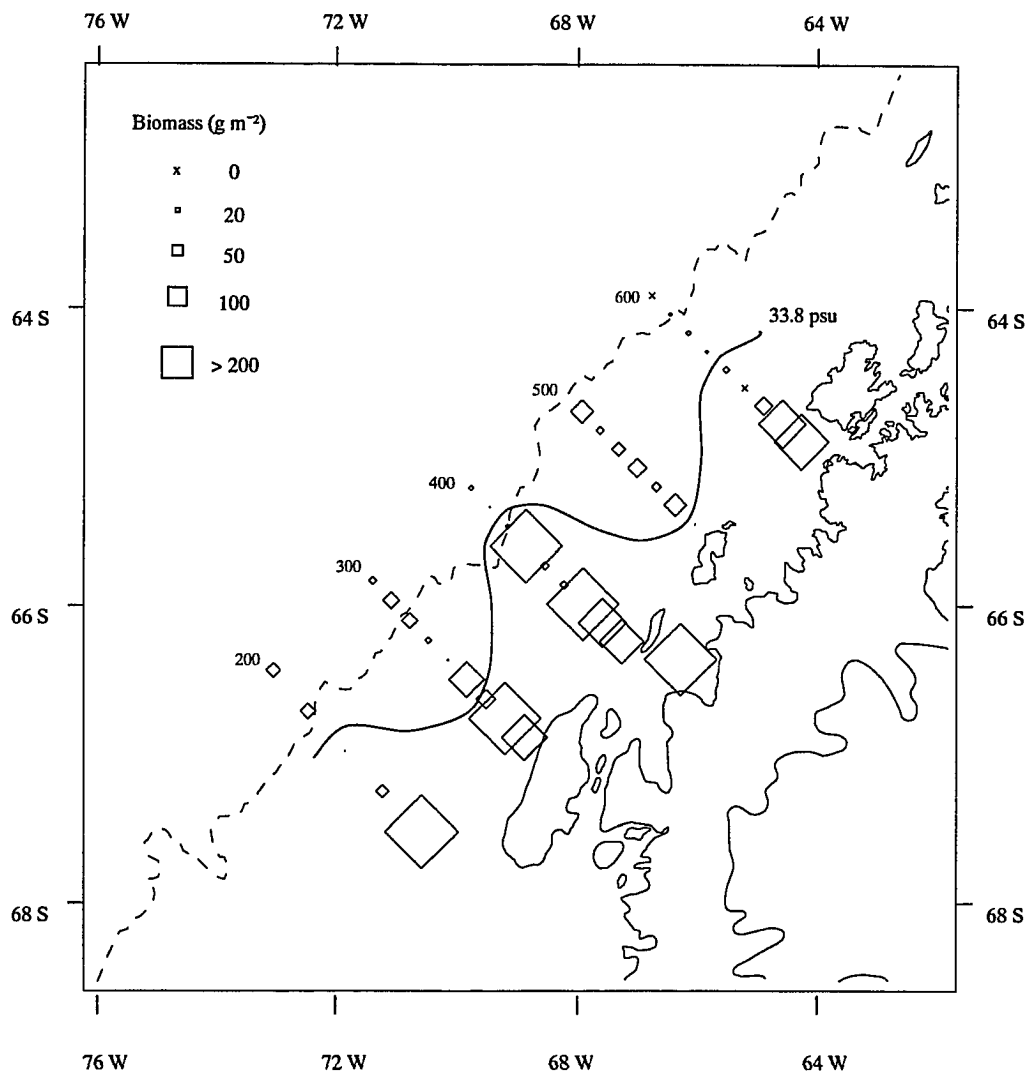 76 W 72 W 68 W 64 W
Biomass (g m⁻²)
x 0
20
50
100
> 200
600
64 S 33.8 psu 64 S
500
400
300
66 S 66 S
200
68 S 68 S
76 W 72 W 68 W 64 W